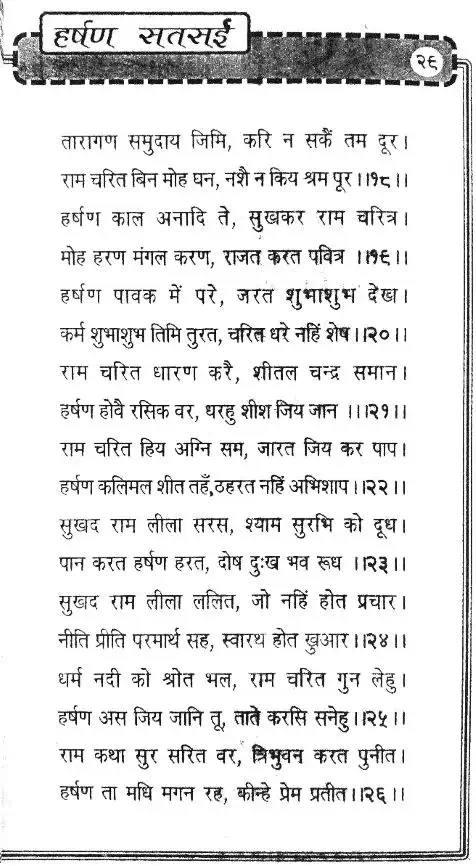 हर्षण सतसई
२९
तारागण समुदाय जिमि, करि न सकैं तम दूर।
राम चरित बिन मोह घन, नशै न किय श्रम पूर।।१८।।
हर्षण काल अनादि ते, सुखकर राम चरित्र।
मोह हरण मंगल करण, राजत करत पवित्र ।।१९।।
हर्षण पावक में परे, जरत शुभाशुभ देख।
कर्म शुभाशुभ तिमि तुरत, चरित धरे नहिं शेष।।२०।।
राम चरित धारण करै, शीतल चन्द्र समान।
हर्षण होवै रसिक वर, धरहु शीश जिय जान ।।।२१।।
राम चरित हिय अग्नि सम, जारत जिय कर पाप।
हर्षण कलिमल शीत तहँ,ठहरत नहिं अभिशाप।।२२।।
सुखद राम लीला सरस, श्याम सुरभि को दूध।
पान करत हर्षण हरत, दोष दुःख भव रूध ।।२३।।
सुखद राम लीला ललित, जो नहिं होत प्रचार।
नीति प्रीति परमार्थ सह, स्वारथ होत खुआर।।२४।।
धर्म नदी को श्रोत भल, राम चरित गुन लेहु।
हर्षण अस जिय जानि तू, ताते करसि सनेहु।।२५।।
राम कथा सुर सरित वर, त्रिभुवन करत पुनीत।
हर्षण ता मधि मगन रह, कीन्हे प्रेम प्रतीत।।२६।।